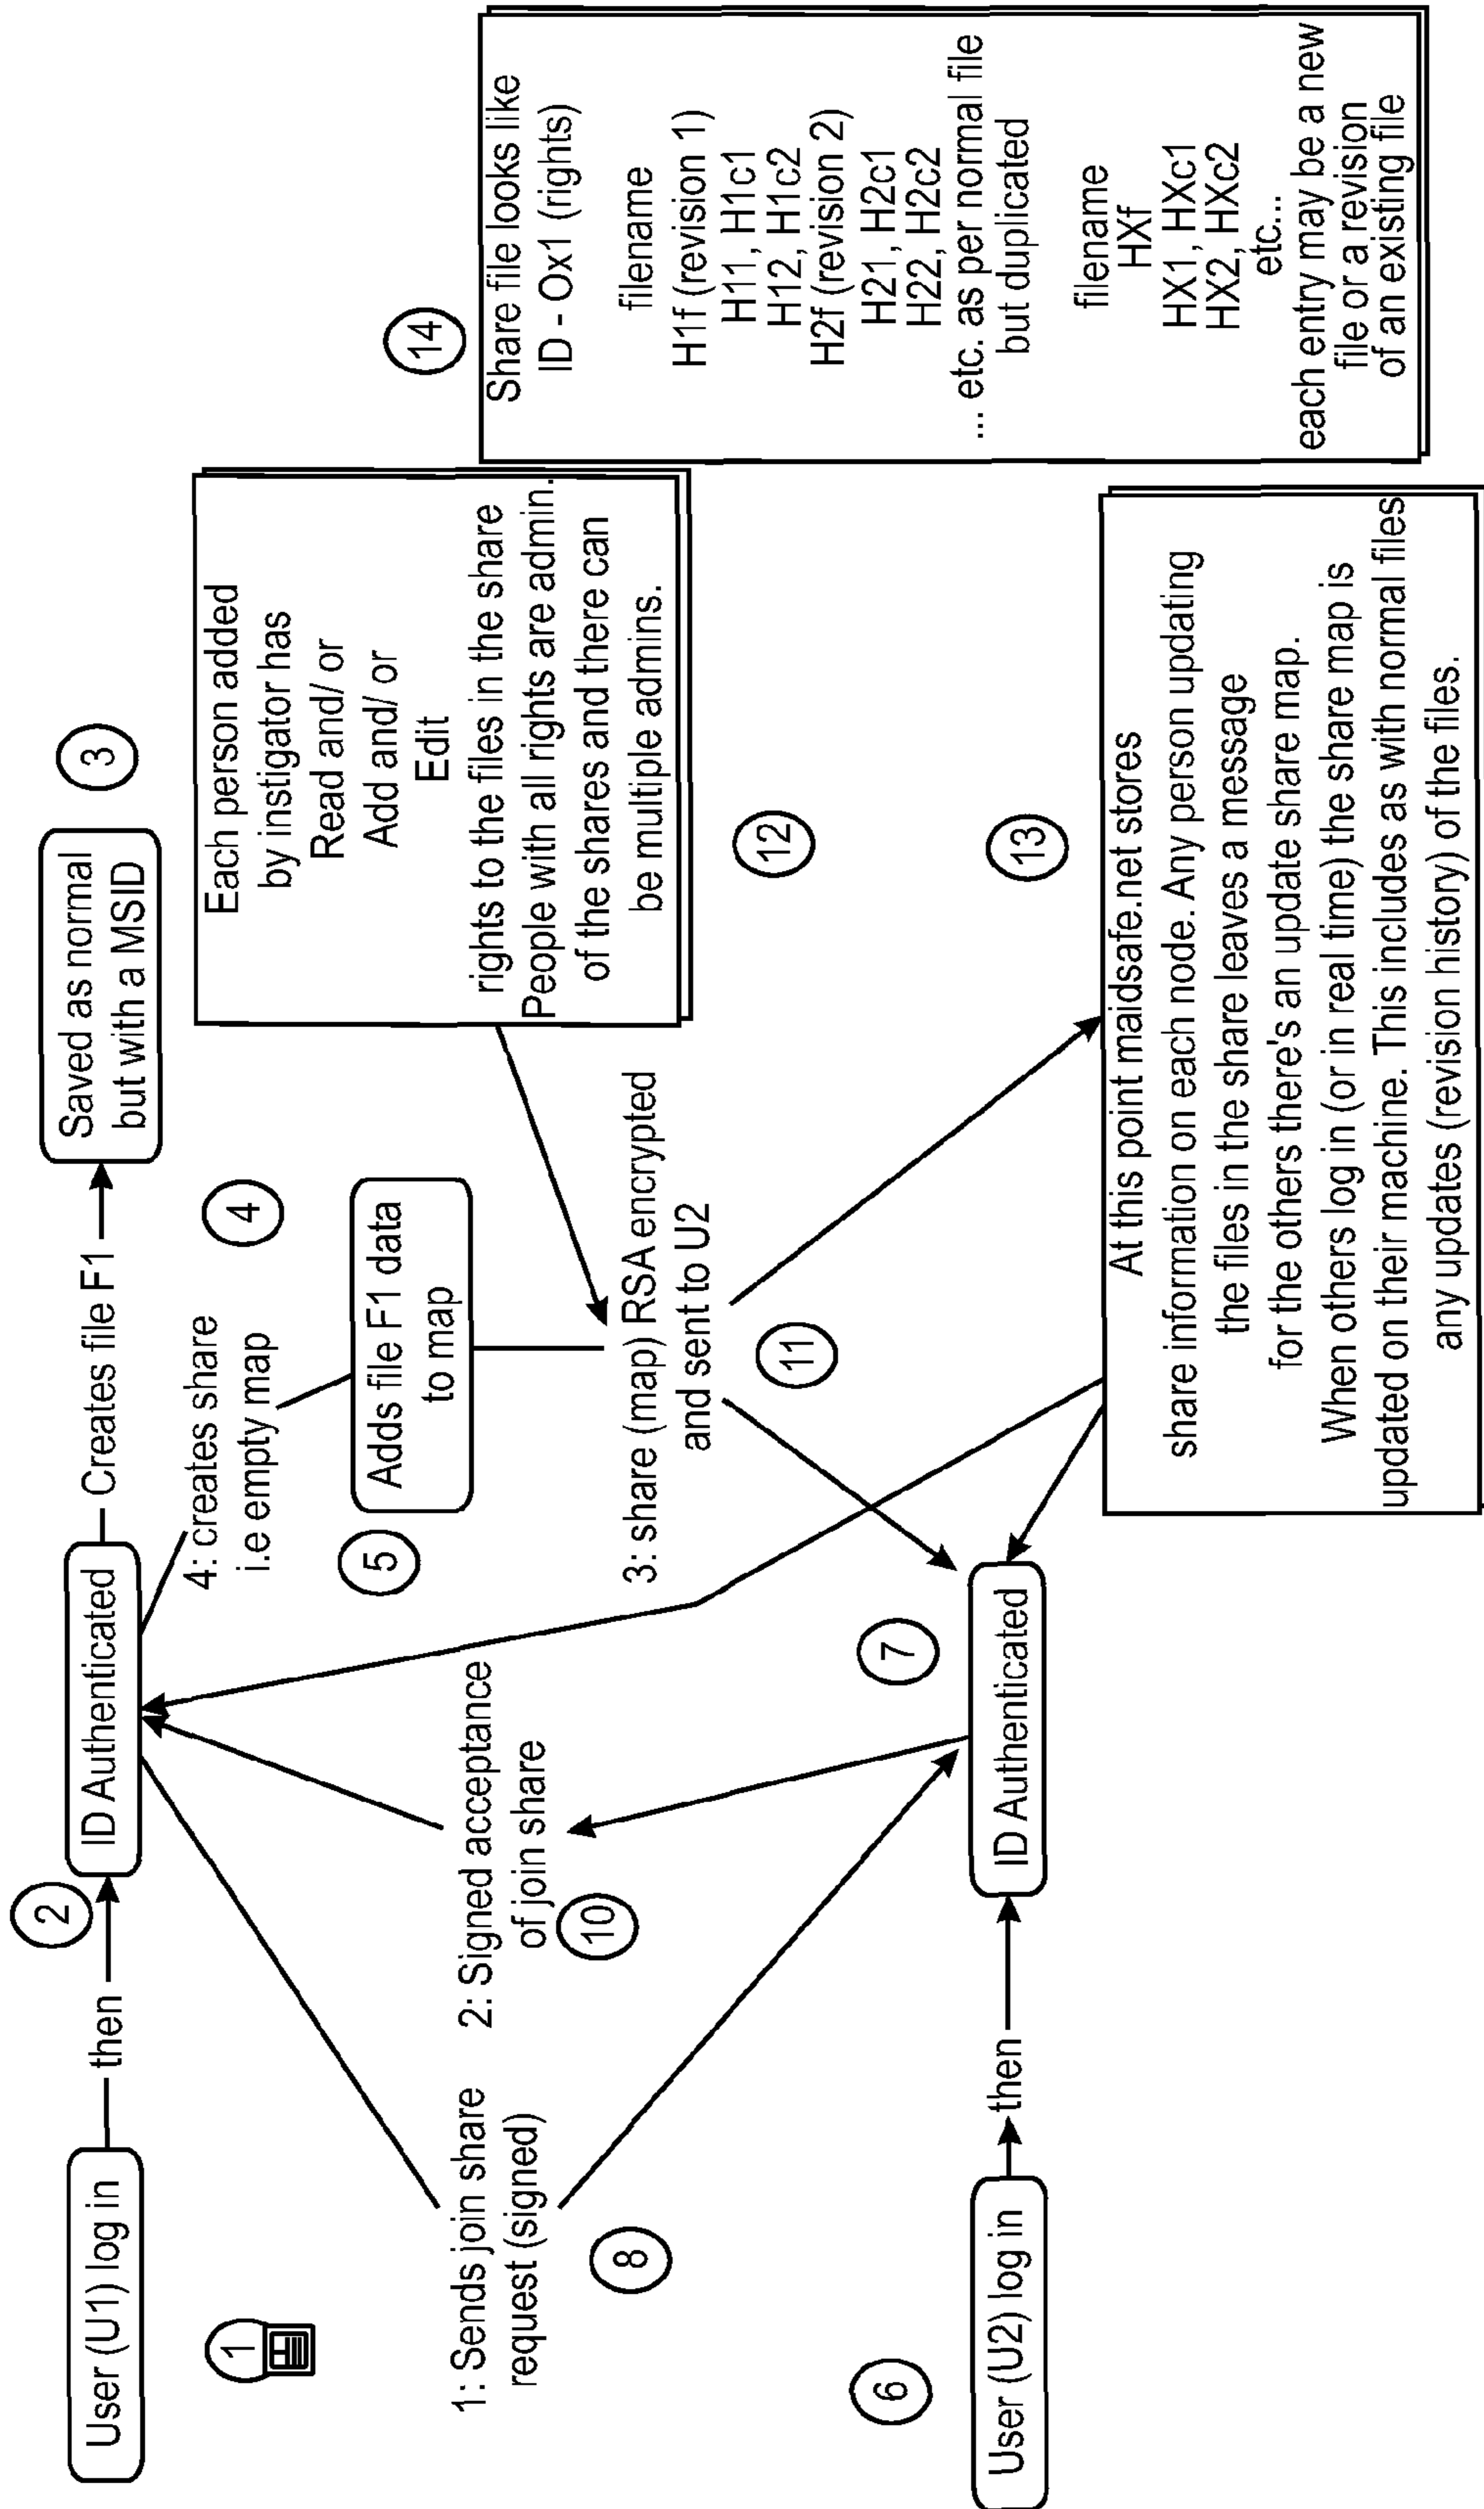 User (U1) log in
then
2
ID Authenticated
Creates file F1
Saved as normal
but with a MSID
3
1
4: creates share
i.e empty map
4
Adds file F1 data
to map
5
Each person added
by instigator has
Read and/ or
Add and/ or
Edit
rights to the files in the share
People with all rights are admin.
of the shares and there can
be multiple admins.
14
Share file looks like
ID - Ox1 (rights)
filename
H1f (revision 1)
H11, H1c1
H12, H1c2
H2f (revision 2)
H21, H2c1
H22, H2c2
... etc. as per normal file
but duplicated
filename
HXf
HX1, HXc1
HX2, HXc2
etc...
each entry may be a new
file or a revision
of an existing file
1: Sends join share
request (signed)
8
2: Signed acceptance
of join share
10
3: share (map) RSA encrypted
and sent to U2
11
12
6
User (U2) log in
then
7
ID Authenticated
13
At this point maidsafe.net stores
share information on each node. Any person updating
the files in the share leaves a message
for the others there's an update share map.
When others log in (or in real time) the share map is
updated on their machine. This includes as with normal files
any updates (revision history) of the files.